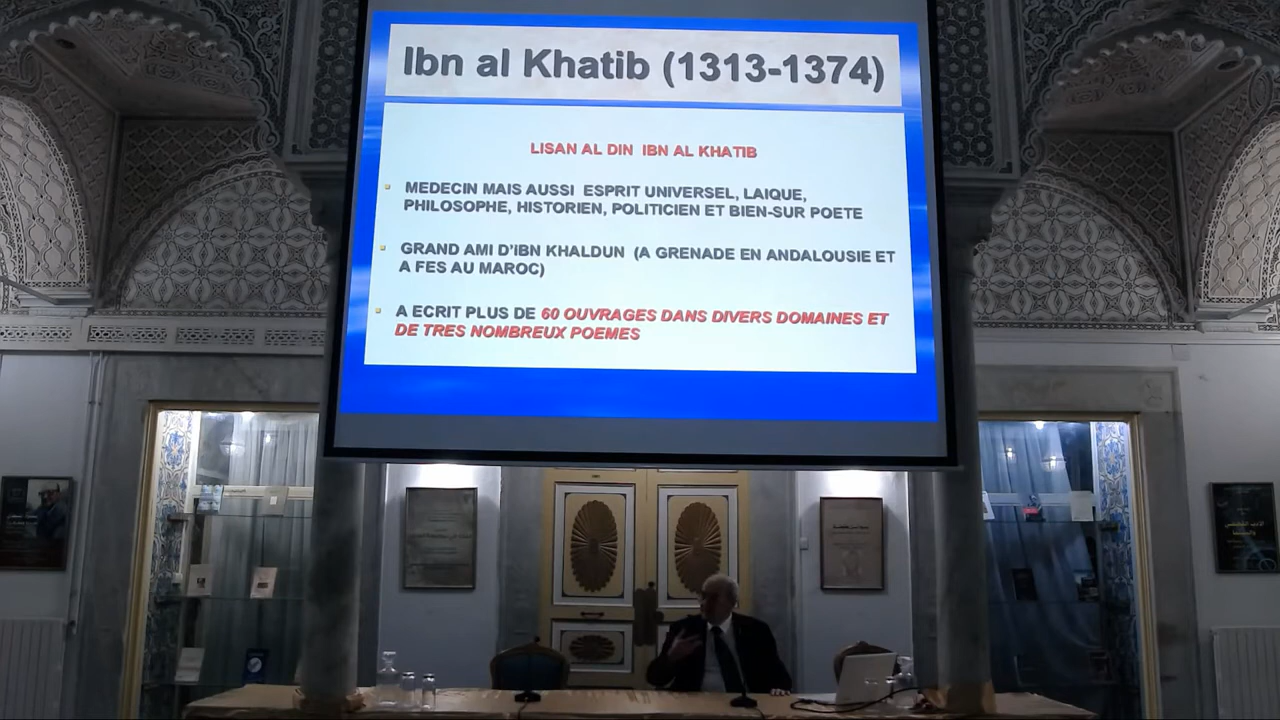 Ibn al Khatib (1313-1374)
LISAN AL DIN IBN AL KHATIB
MEDECIN MAIS AUSSI ESPRIT UNIVERSEL, LAIQUE,
PHILOSOPHE, HISTORIEN, POLITICIEN ET BIEN-SUR POETE
GRAND AMI D'IBN KHALDUN (A GRENADE EN ANDALOUSIE ET
A FES AU MAROC)
A ECRIT PLUS DE 60 OUVRAGES DANS DIVERS DOMAINES ET
DE TRES NOMBREUX POEMES